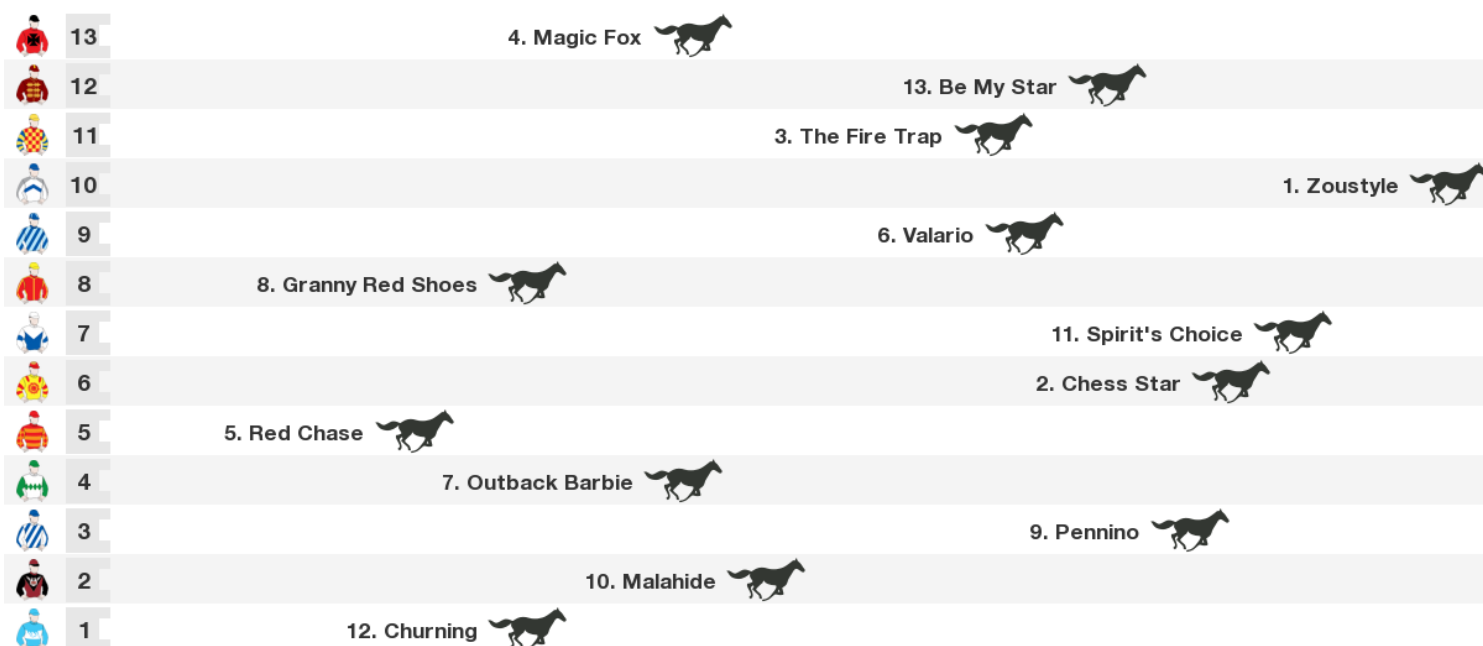 13 4. Magic Fox
12 13. Be My Star
11 3. The Fire Trap
10 1. Zoustyle
9 6. Valario
8 8. Granny Red Shoes
7 11. Spirit's Choice
6 2. Chess Star
5 5. Red Chase
4 7. Outback Barbie
3 9. Pennino
2 10. Malahide
1 12. Churning